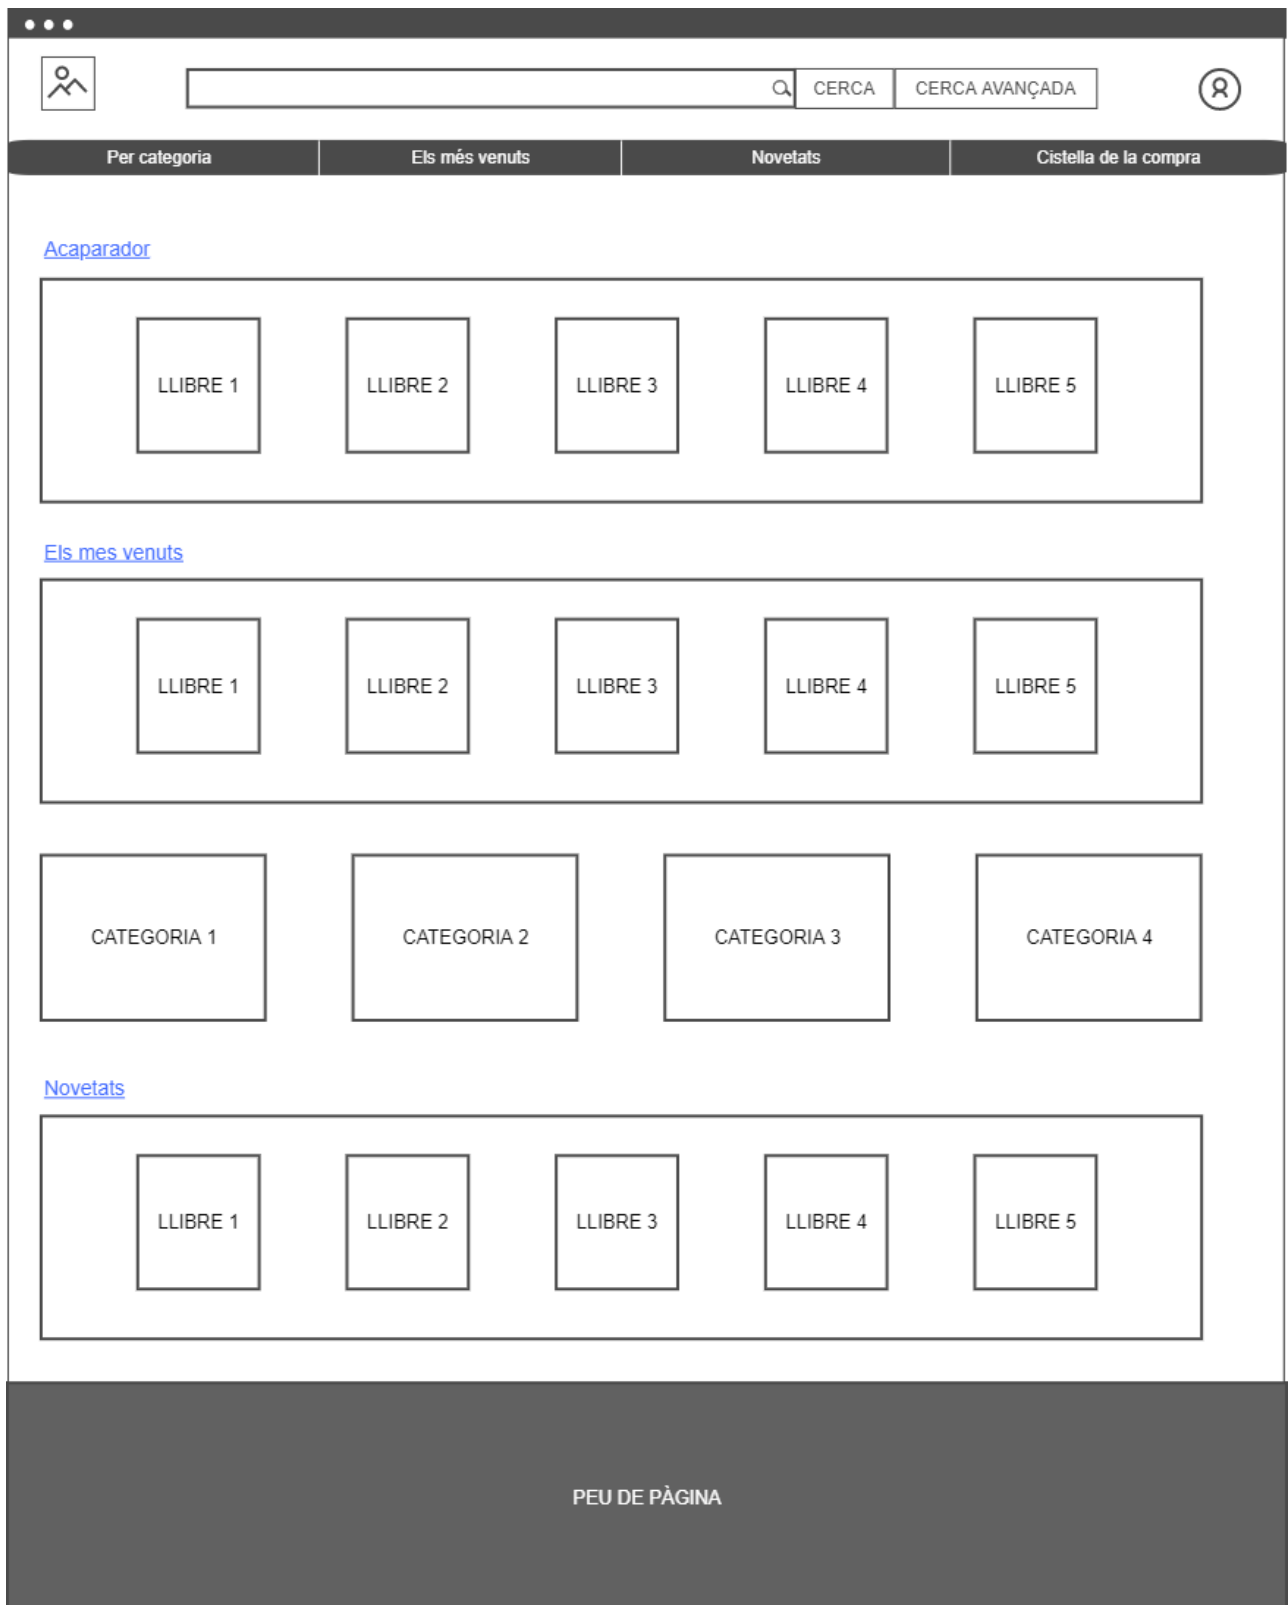 CERCA
CERCA AVANÇADA
Per categoria
Els més venuts
Novetats
Cistella de la compra
Acaparador
LLIBRE 1
LLIBRE 2
LLIBRE 3
LLIBRE 4
LLIBRE 5
Els mes venuts
LLIBRE 1
LLIBRE 2
LLIBRE 3
LLIBRE 4
LLIBRE 5
CATEGORIA 1
CATEGORIA 2
CATEGORIA 3
CATEGORIA 4
Novetats
LLIBRE 1
LLIBRE 2
LLIBRE 3
LLIBRE 4
LLIBRE 5
PEU DE PÀGINA